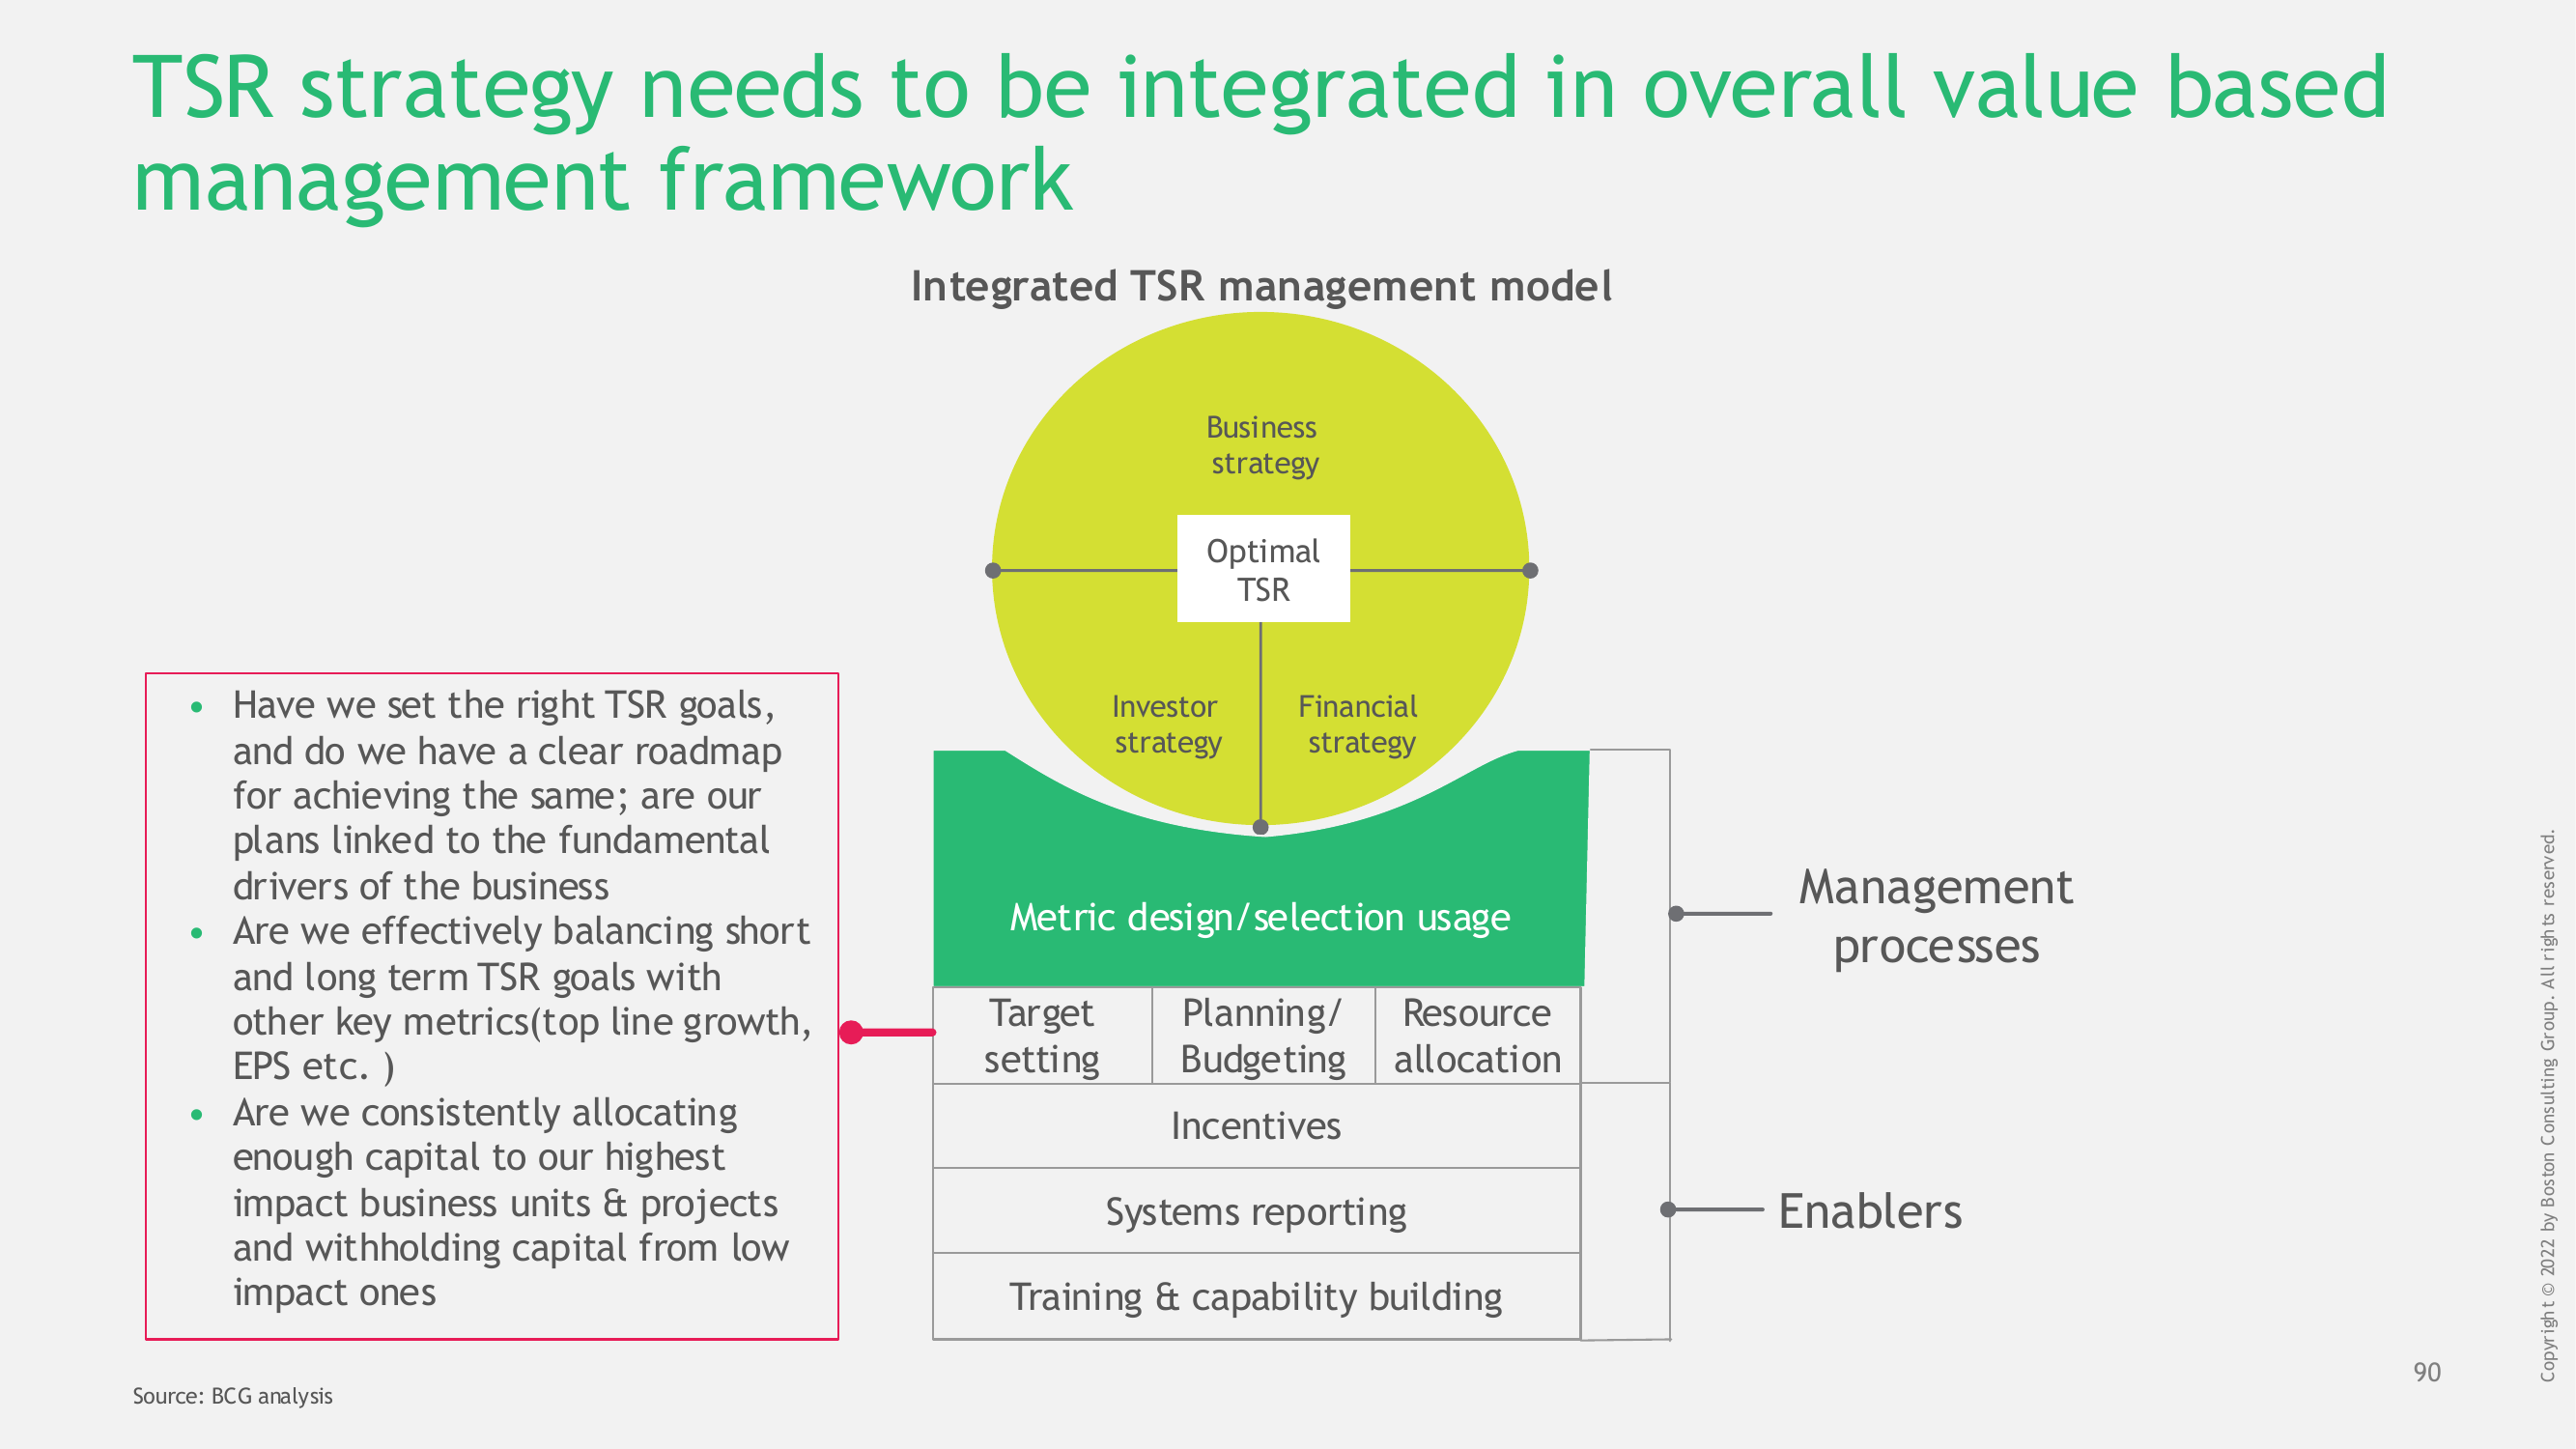 TSR strategy needs to be integrated in overall value based
management framework
Integrated TSR management model
Business
strategy
Optimal
TSR
Investor
strategy
Financial
strategy
Metric design/selection usage
Target
setting
Planning/
Budgeting
Resource
allocation
Incentives
Systems reporting
Training & capability building
Management
processes
Enablers
• Have we set the right TSR goals,
and do we have a clear roadmap
for achieving the same; are our
plans linked to the fundamental
drivers of the business
• Are we effectively balancing short
and long term TSR goals with
other key metrics(top line growth,
EPS etc. )
• Are we consistently allocating
enough capital to our highest
impact business units & projects
and withholding capital from low
impact ones
Source: BCG analysis
90
Copyright © 2022 by Boston Consulting Group. All rights reserved.